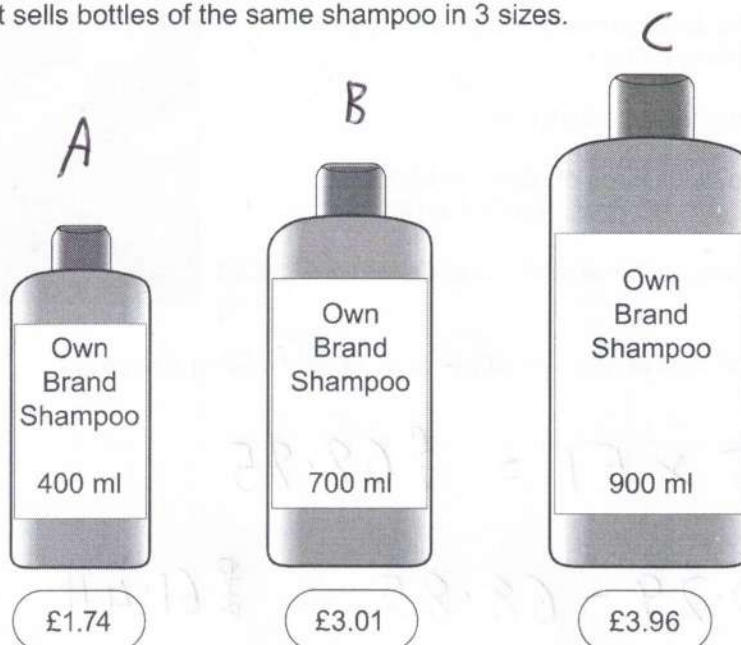 t sells bottles of the same shampoo in 3 sizes.
A
B
C
Own
Brand
Shampoo
400 ml
Own
Brand
Shampoo
700 ml
Own
Brand
Shampoo
900 ml
£1.74
£3.01
£3.96